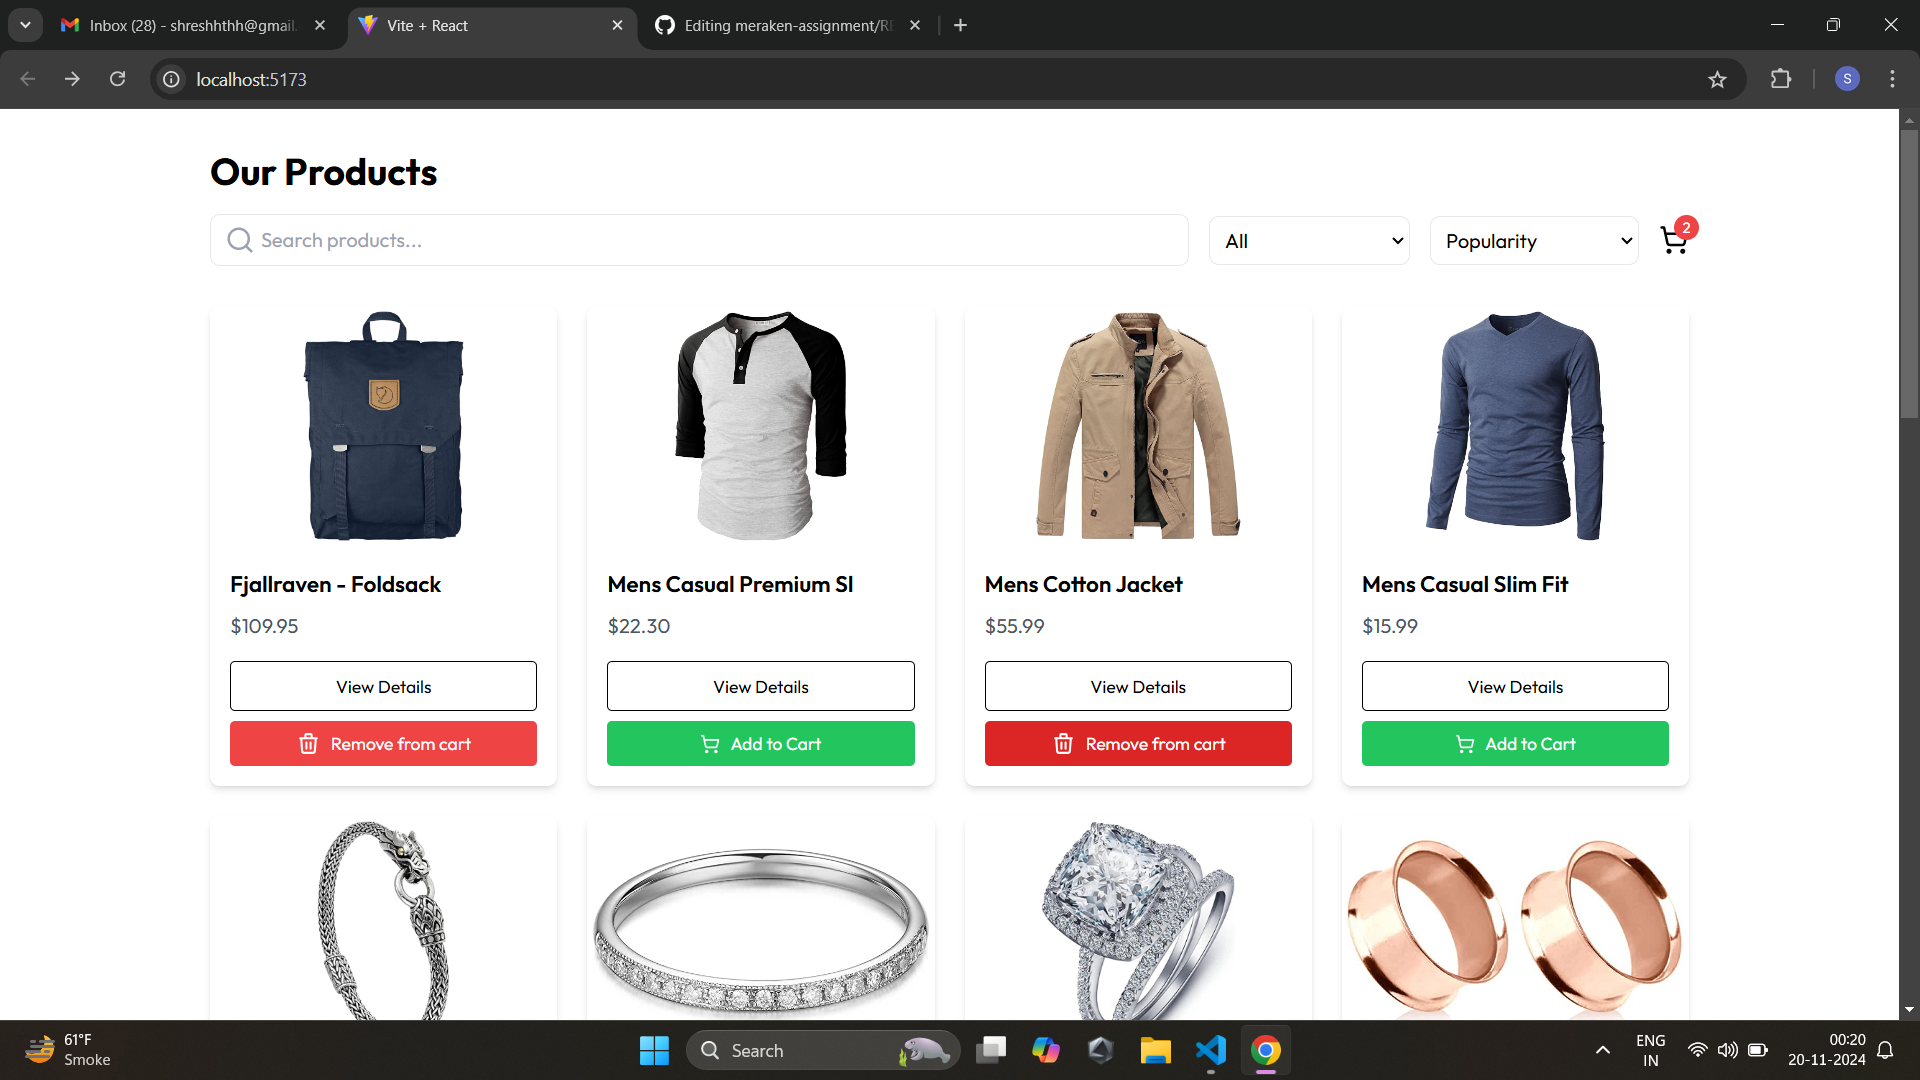 Inbox (28) - shreshhthh@gmail.
Vite + React
Editing meraken-assignment/RE
localhost:5173
S
Our Products
Search products...
All
Popularity
2
Fjallraven - Foldsack
Mens Casual Premium Sl
Mens Cotton Jacket
Mens Casual Slim Fit
$109.95
$22.30
$55.99
$15.99
View Details
View Details
View Details
View Details
Remove from cart
Add to Cart
Remove from cart
Add to Cart
61°F
Smoke
Search
ENG
IN
00:20
20-11-2024